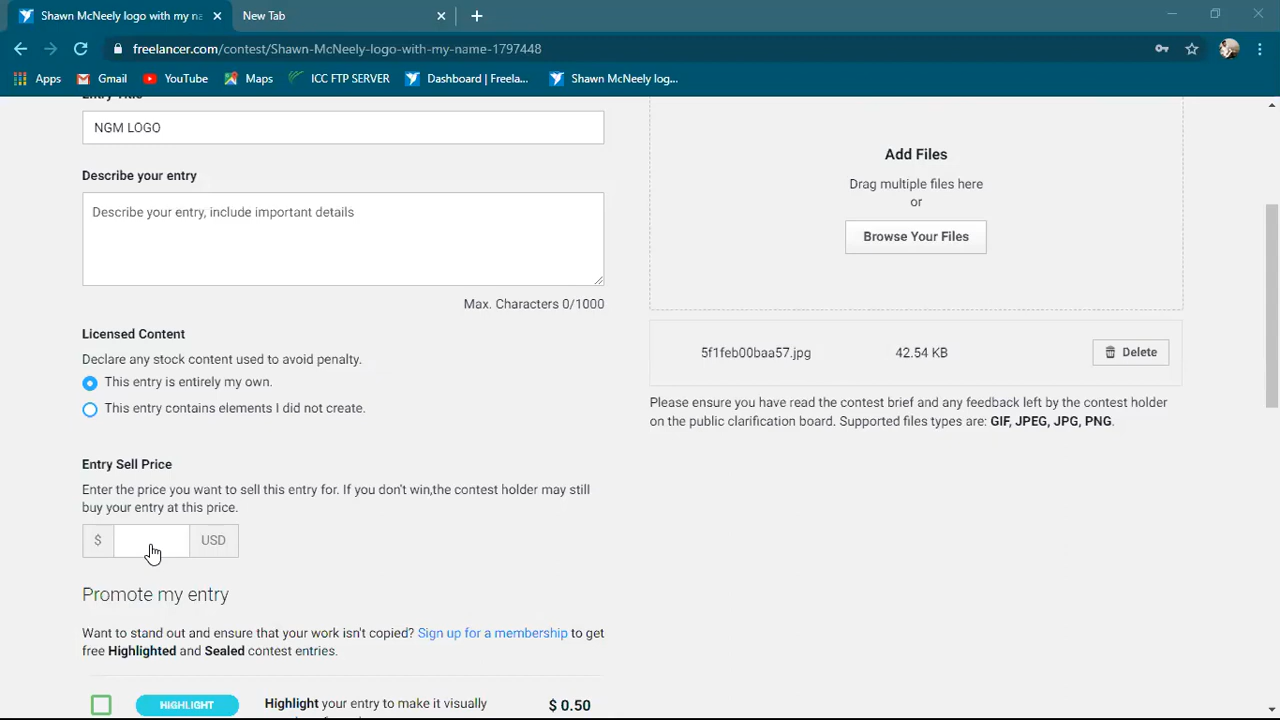 Shawn McNeely logo with my na
New Tab
freelancer.com/contest/Shawn-McNeely-logo-with-my-name-1797448
Apps
Gmail
YouTube
Maps
ICC FTP SERVER
Dashboard | Freela...
Shawn McNeely log...
Entry Title
NGM LOGO
Describe your entry
Describe your entry, include important details
Max. Characters 0/1000
Licensed Content
Declare any stock content used to avoid penalty.
This entry is entirely my own.
This entry contains elements I did not create.
Entry Sell Price
Enter the price you want to sell this entry for. If you don't win,the contest holder may still
buy your entry at this price.
$ USD
Promote my entry
Want to stand out and ensure that your work isn't copied? Sign up for a membership to get
free Highlighted and Sealed contest entries.
HIGHLIGHT
Highlight your entry to make it visually
$ 0.50
Add Files
Drag multiple files here
or
Browse Your Files
5f1feb00baa57.jpg
42.54 KB
Delete
Please ensure you have read the contest brief and any feedback left by the contest holder
on the public clarification board. Supported files types are: GIF, JPEG, JPG, PNG.